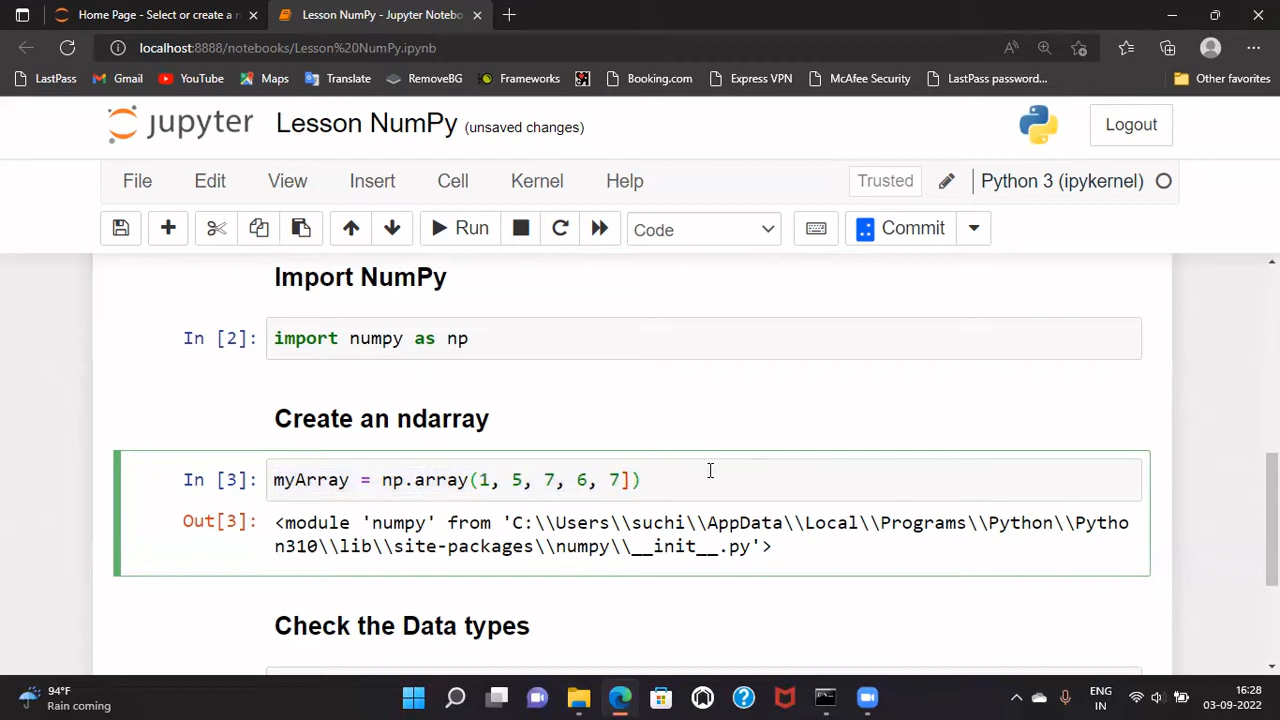 Home Page - Select or create a n
Lesson NumPy - Jupyter Notebo
localhost:8888/notebooks/Lesson%20NumPy.ipynb
LastPass Gmail YouTube Maps Translate RemoveBG Frameworks Booking.com Express VPN McAfee Security LastPass password... Other favorites
jupyter Lesson NumPy (unsaved changes) Logout
File Edit View Insert Cell Kernel Help Trusted Python 3 (ipykernel)
Run Code Commit
Import NumPy
In [2]: import numpy as np
Create an ndarray
In [3]: myArray = np.array(1, 5, 7, 6, 7])
Out[3]: <module 'numpy' from 'C:\\Users\\suchi\\AppData\\Local\\Programs\\Python\\Pytho
n310\\lib\\site-packages\\numpy\\__init__.py'>
Check the Data types
94°F
Rain coming
ENG
IN
16:28
03-09-2022